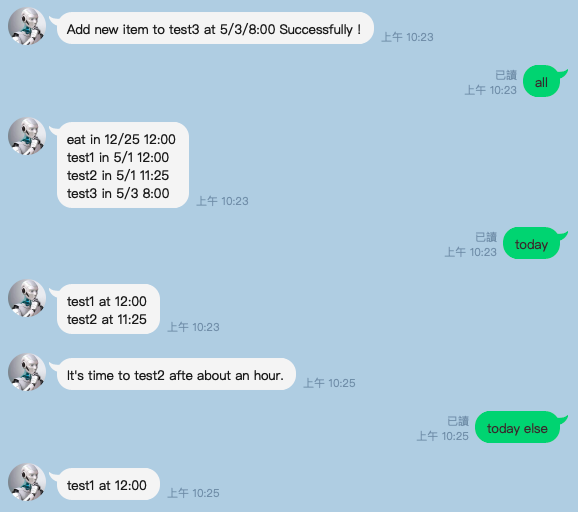 Add new item to test3 at 5/3/8:00 Successfully !
上午 10:23
已讀
上午 10:23
all
eat in 12/25 12:00
test1 in 5/1 12:00
test2 in 5/1 11:25
test3 in 5/3 8:00
上午 10:23
已讀
上午 10:23
today
test1 at 12:00
test2 at 11:25
上午 10:23
It's time to test2 afte about an hour.
上午 10:25
已讀
上午 10:25
today else
test1 at 12:00
上午 10:25